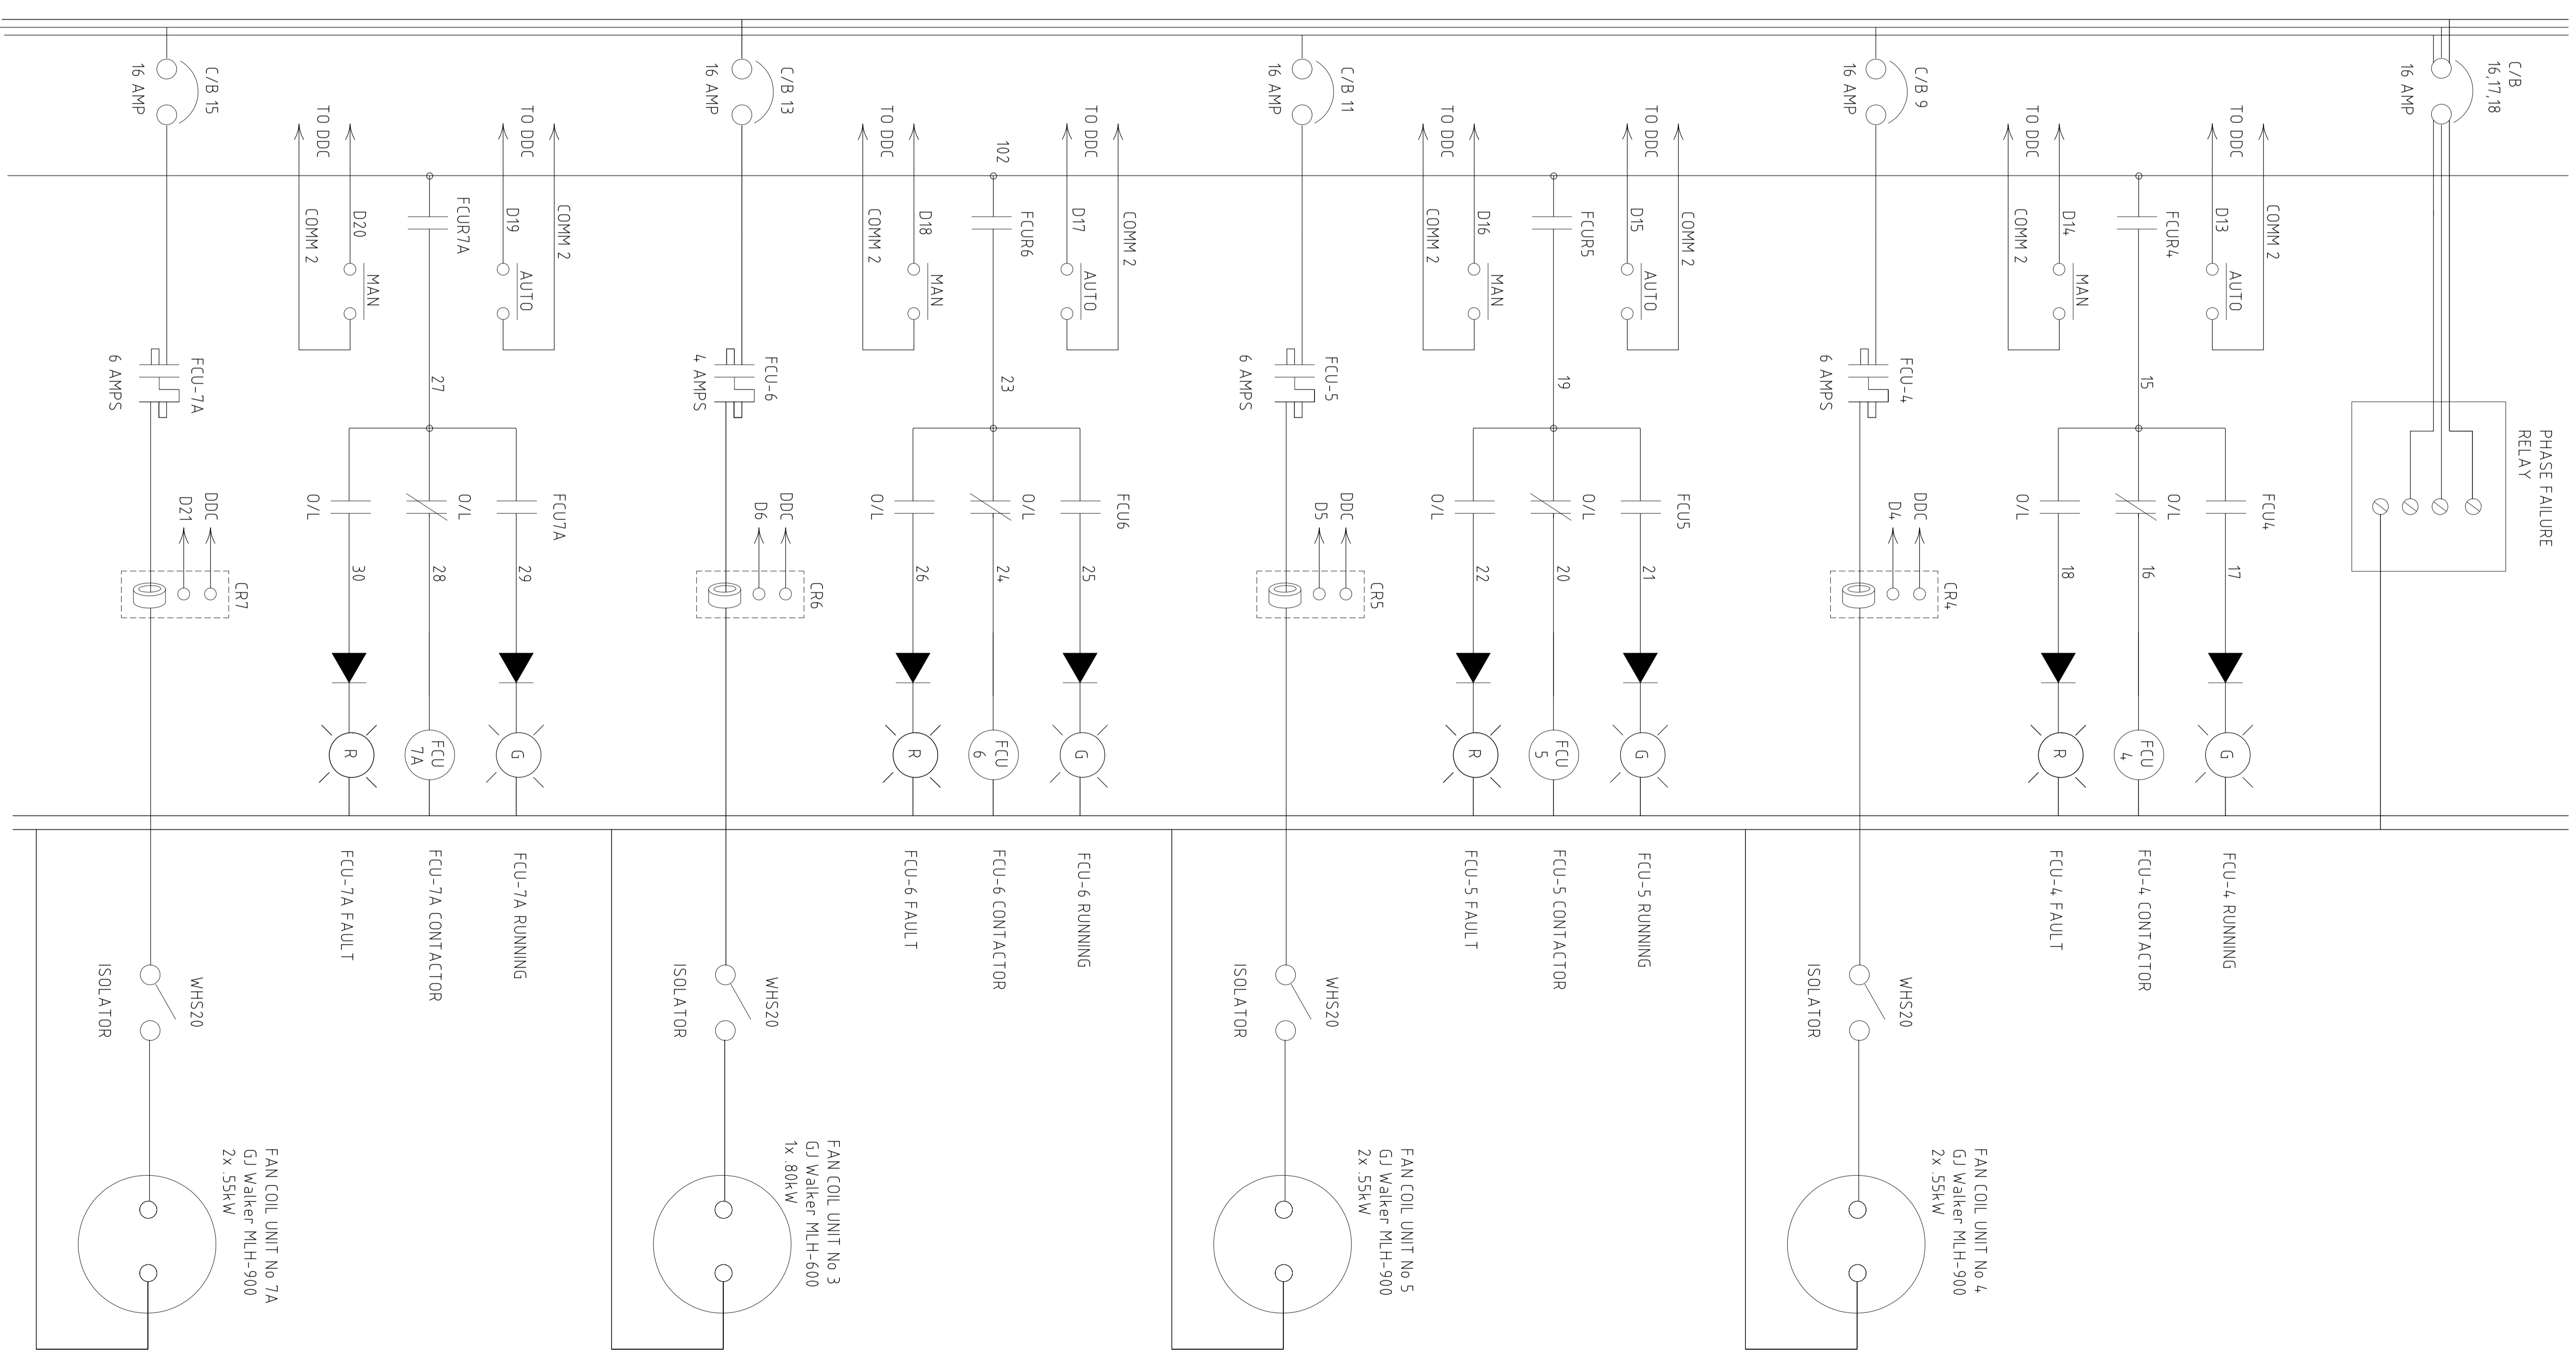 C/B
16,17,18
16 AMP
PHASE FAILURE
RELAY
COMM 2
TO DDC
D13
AUTO
FCU4
17
G
FCU-4 RUNNING
FCUR4
15
O/L
16
FCU
4
FCU-4 CONTACTOR
TO DDC
D14
MAN
COMM 2
O/L
18
R
FCU-4 FAULT
C/B 9
16 AMP
FCU-4
6 AMPS
DDC
D4
CR4
WHS20
ISOLATOR
FAN COIL UNIT No 4
GJ Walker MLH-900
2x .55kW
COMM 2
TO DDC
D15
AUTO
FCU5
21
G
FCU-5 RUNNING
FCUR5
19
O/L
20
FCU
5
FCU-5 CONTACTOR
TO DDC
D16
MAN
COMM 2
O/L
22
R
FCU-5 FAULT
C/B 11
16 AMP
FCU-5
6 AMPS
DDC
D5
CR5
WHS20
ISOLATOR
FAN COIL UNIT No 5
GJ Walker MLH-900
2x .55kW
COMM 2
TO DDC
D17
AUTO
FCU6
25
G
FCU-6 RUNNING
102
FCUR6
23
O/L
24
FCU
6
FCU-6 CONTACTOR
TO DDC
D18
MAN
COMM 2
O/L
26
R
FCU-6 FAULT
C/B 13
16 AMP
FCU-6
4 AMPS
DDC
D6
CR6
WHS20
ISOLATOR
FAN COIL UNIT No 3
GJ Walker MLH-600
1x .80kW
COMM 2
TO DDC
D19
AUTO
FCU7A
29
G
FCU-7A RUNNING
FCUR7A
27
O/L
28
FCU
7A
FCU-7A CONTACTOR
TO DDC
D20
MAN
COMM 2
O/L
30
R
FCU-7A FAULT
C/B 15
16 AMP
FCU-7A
6 AMPS
DDC
D21
CR7
WHS20
ISOLATOR
FAN COIL UNIT No 7A
GJ Walker MLH-900
2x .55kW